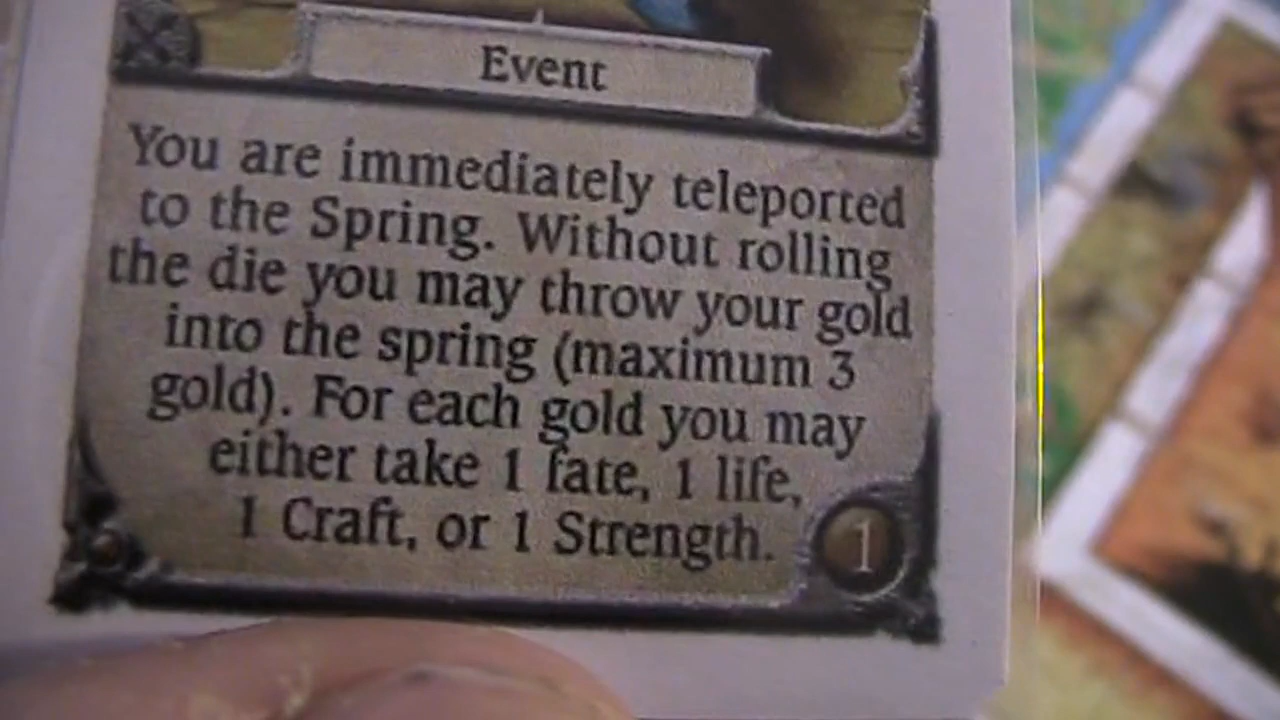 Event
You are immediately teleported
to the Spring. Without rolling
the die you may throw your gold
into the spring (maximum 3
gold). For each gold you may
either take 1 fate, 1 life,
1 Craft, or 1 Strength.
1